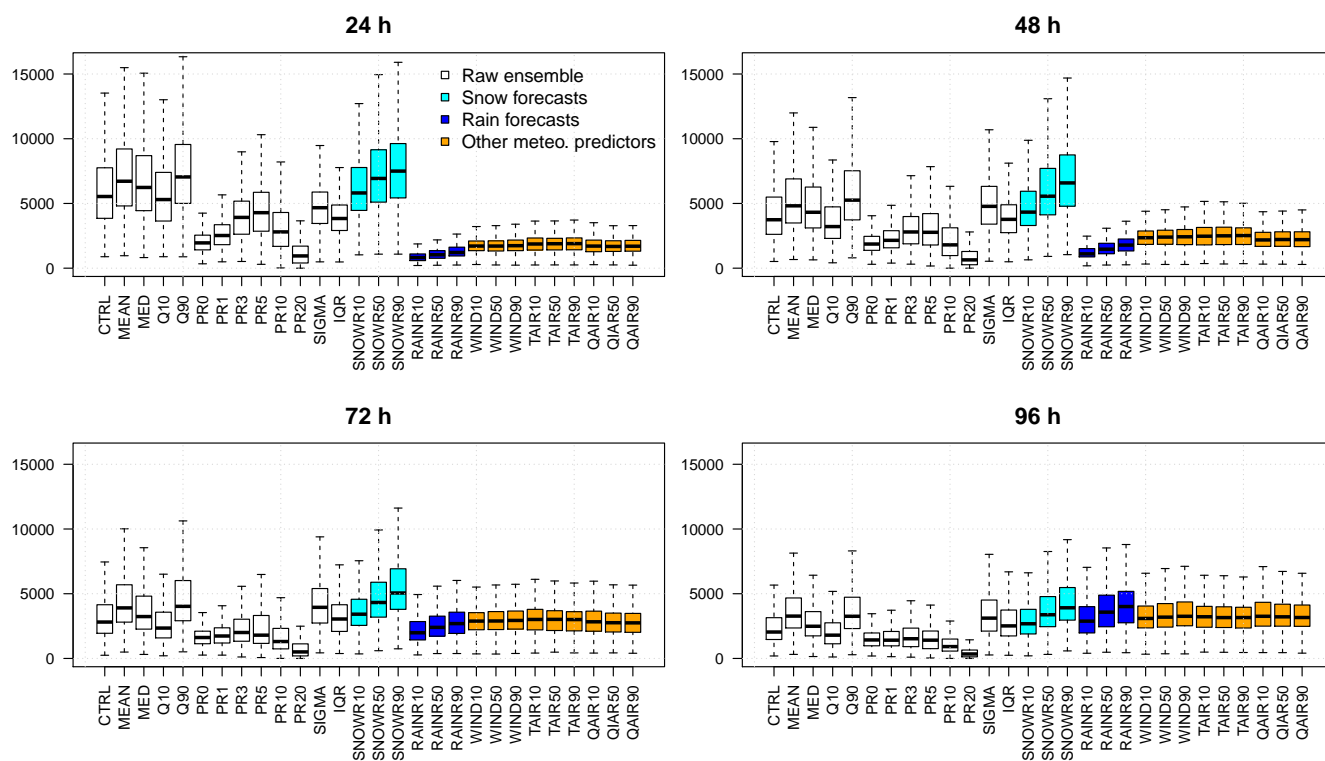 24 h
15000
10000
5000
0
Raw ensemble
Snow forecasts
Rain forecasts
Other meteo. predictors
CTRL
MEAN
MED
Q10
Q90
PR0
PR1
PR3
PR5
PR10
PR20
SIGMA
IQR
SNOWR10
SNOWR50
SNOWR90
RAINR10
RAINR50
RAINR90
WIND10
WIND50
WIND90
TAIR10
TAIR50
TAIR90
QAIR10
QIAR50
QAIR90
48 h
15000
10000
5000
0
CTRL
MEAN
MED
Q10
Q90
PR0
PR1
PR3
PR5
PR10
PR20
SIGMA
IQR
SNOWR10
SNOWR50
SNOWR90
RAINR10
RAINR50
RAINR90
WIND10
WIND50
WIND90
TAIR10
TAIR50
TAIR90
QAIR10
QIAR50
QAIR90
72 h
15000
10000
5000
0
CTRL
MEAN
MED
Q10
Q90
PR0
PR1
PR3
PR5
PR10
PR20
SIGMA
IQR
SNOWR10
SNOWR50
SNOWR90
RAINR10
RAINR50
RAINR90
WIND10
WIND50
WIND90
TAIR10
TAIR50
TAIR90
QAIR10
QIAR50
QAIR90
96 h
15000
10000
5000
0
CTRL
MEAN
MED
Q10
Q90
PR0
PR1
PR3
PR5
PR10
PR20
SIGMA
IQR
SNOWR10
SNOWR50
SNOWR90
RAINR10
RAINR50
RAINR90
WIND10
WIND50
WIND90
TAIR10
TAIR50
TAIR90
QAIR10
QIAR50
QAIR90